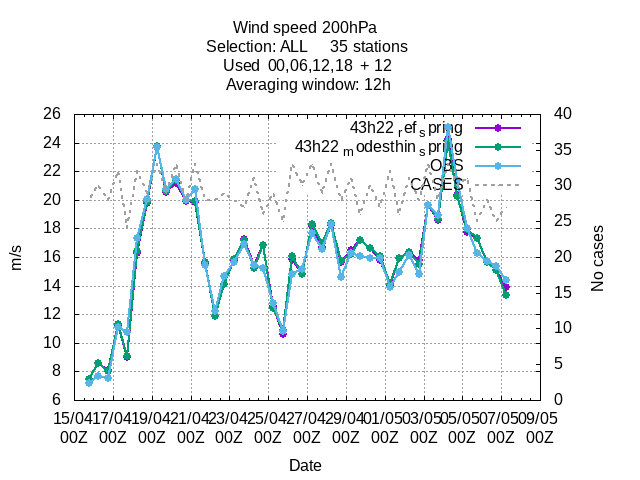 Wind speed 200hPa
Selection: ALL 35 stations
Used 00,06,12,18 + 12
Averaging window: 12h
43h22 refspring
43h22 modesthinspring
OBS
CASES
26
24
22
20
18
16
14
12
10
8
6
m/s
40
35
30
25
20
15
10
5
0
No cases
15/04 17/04 19/04 21/04 23/04 25/04 27/04 29/04 01/05 03/05 05/05 07/05 09/05
00Z 00Z 00Z 00Z 00Z 00Z 00Z 00Z 00Z 00Z 00Z 00Z 00Z
Date